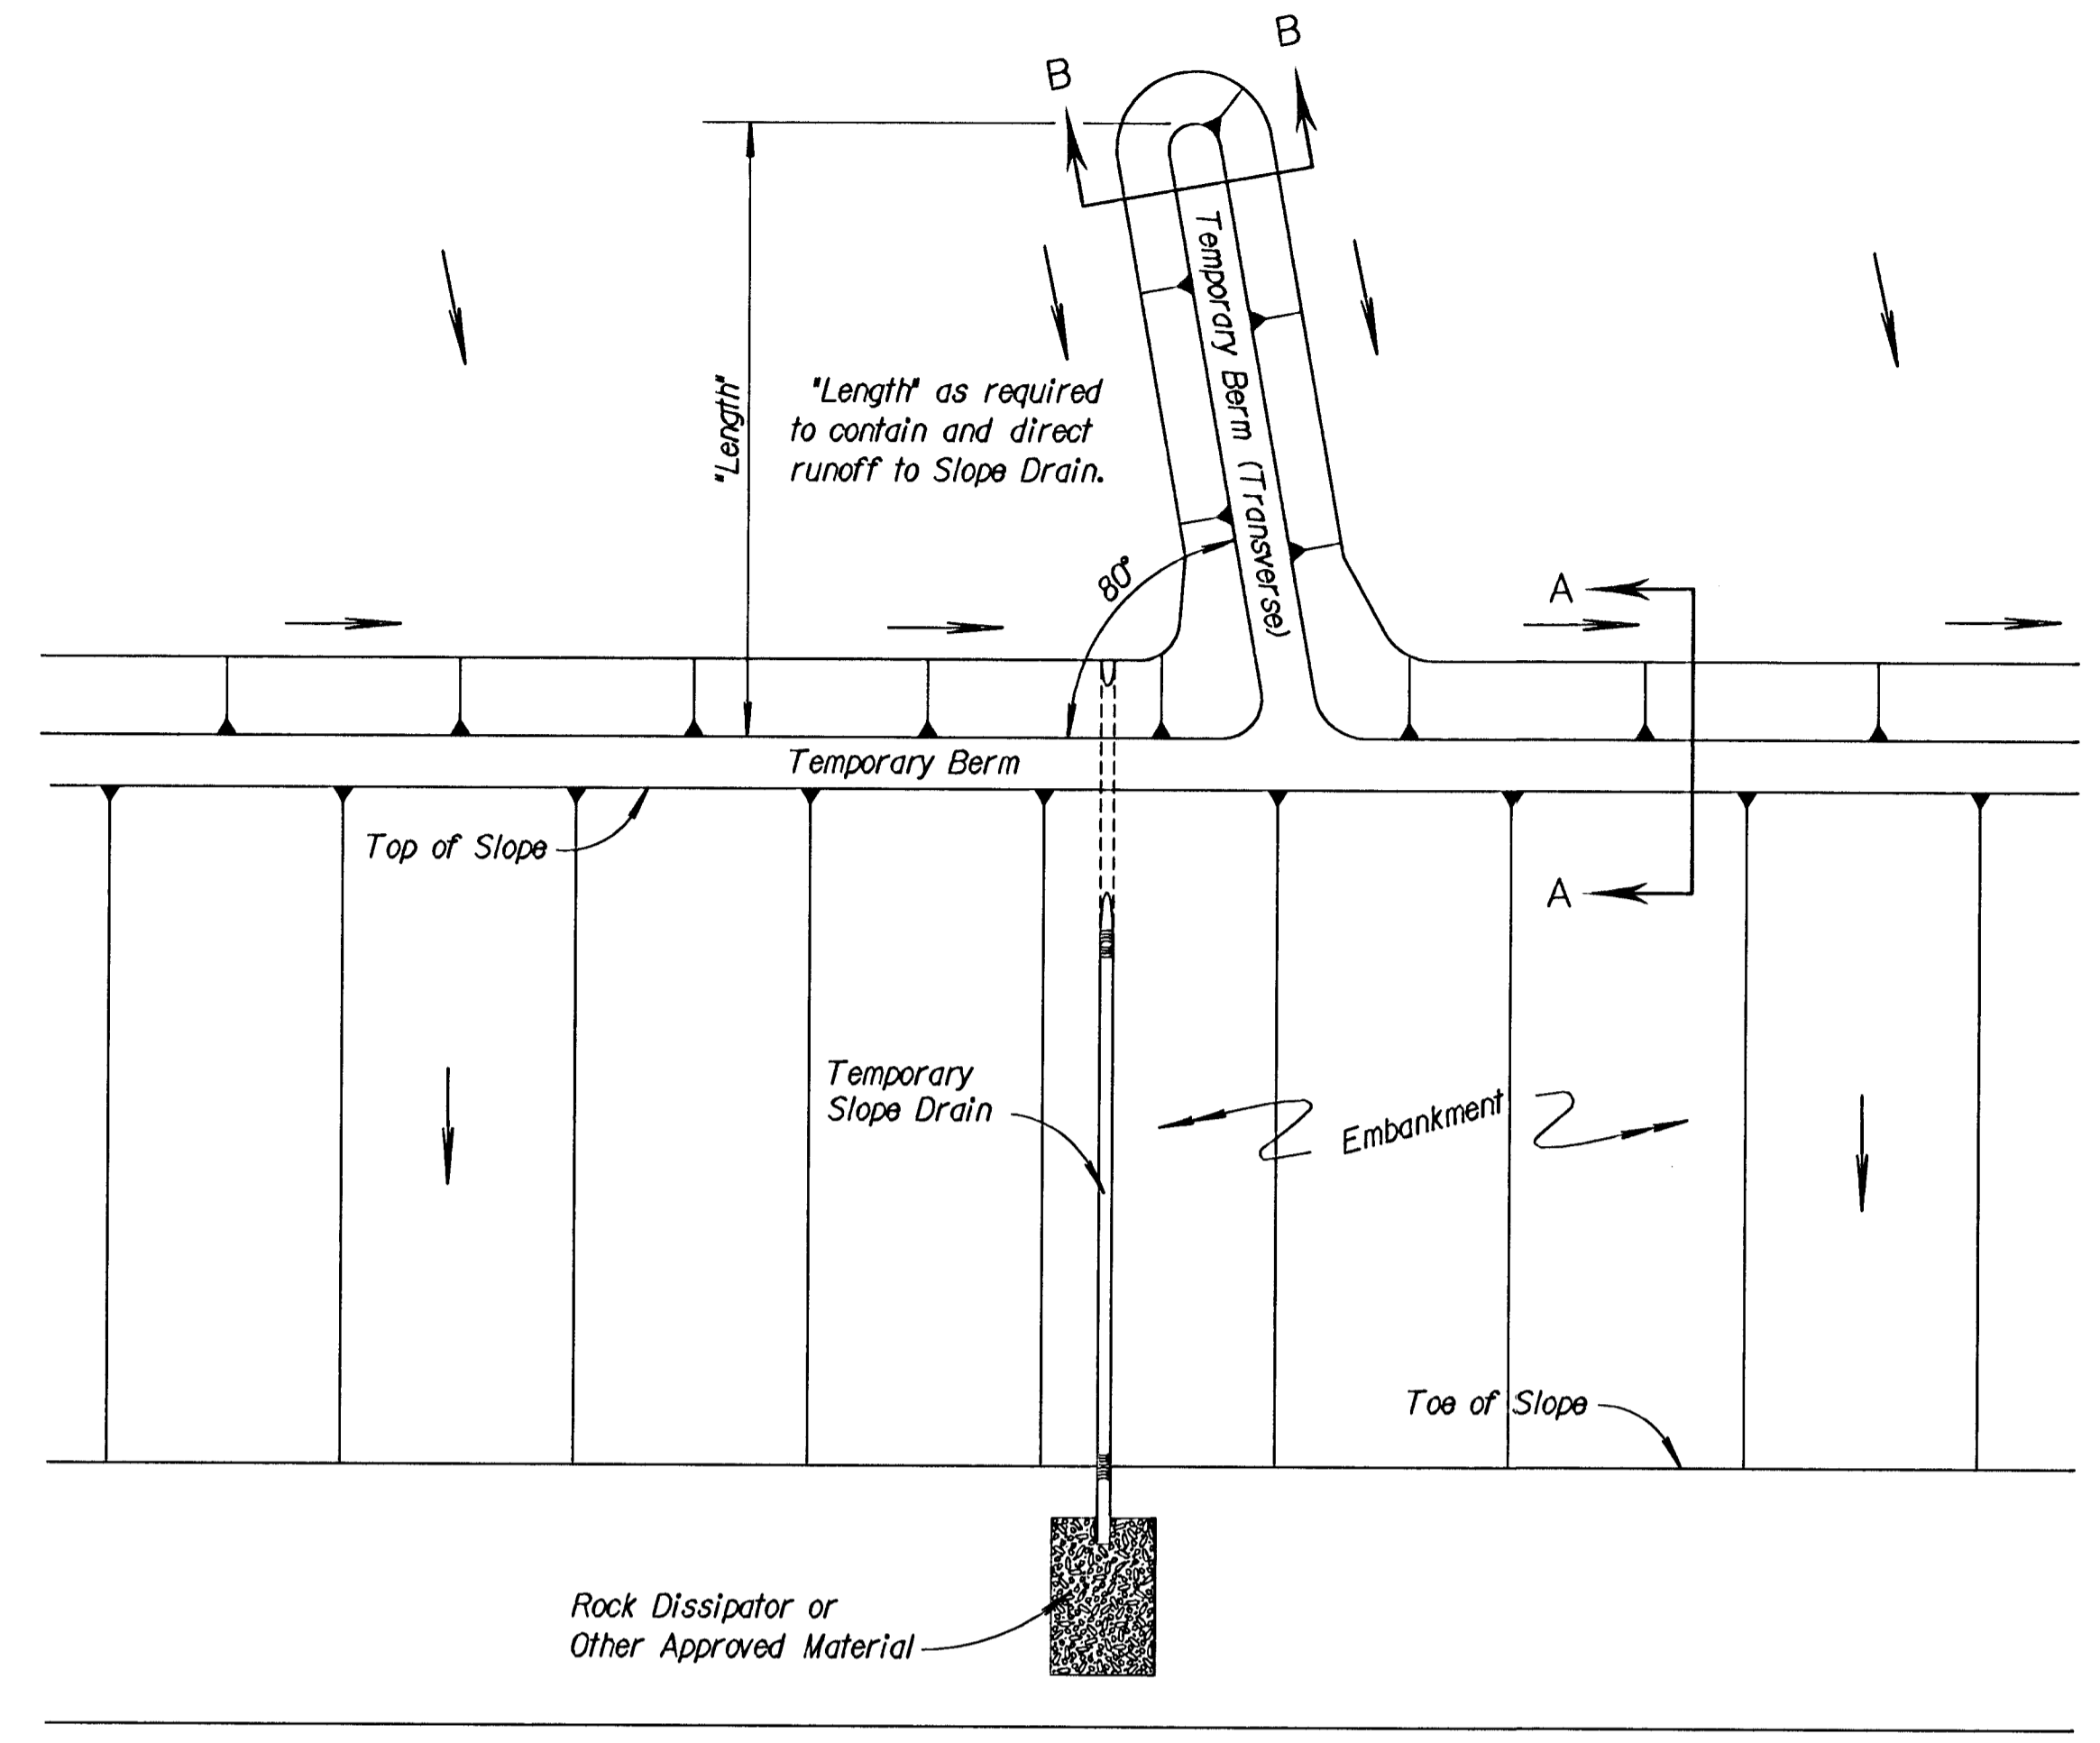 B
B
"Length"
"Length" as required
to contain and direct
runoff to Slope Drain.
Temporary Berm (Transverse)
80°
A
Temporary Berm
Top of Slope
A
Temporary
Slope Drain
Embankment
Toe of Slope
Rock Dissipator or
Other Approved Material